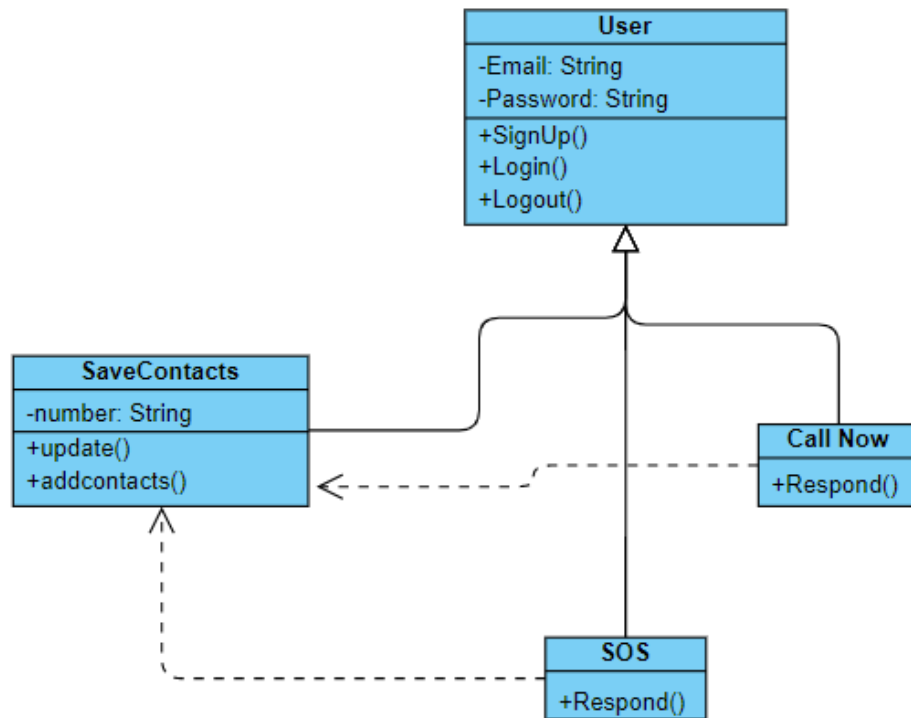 User
-Email: String
-Password: String
+SignUp()
+Login()
+Logout()
SaveContacts
-number: String
+update()
+addcontacts()
Call Now
+Respond()
SOS
+Respond()